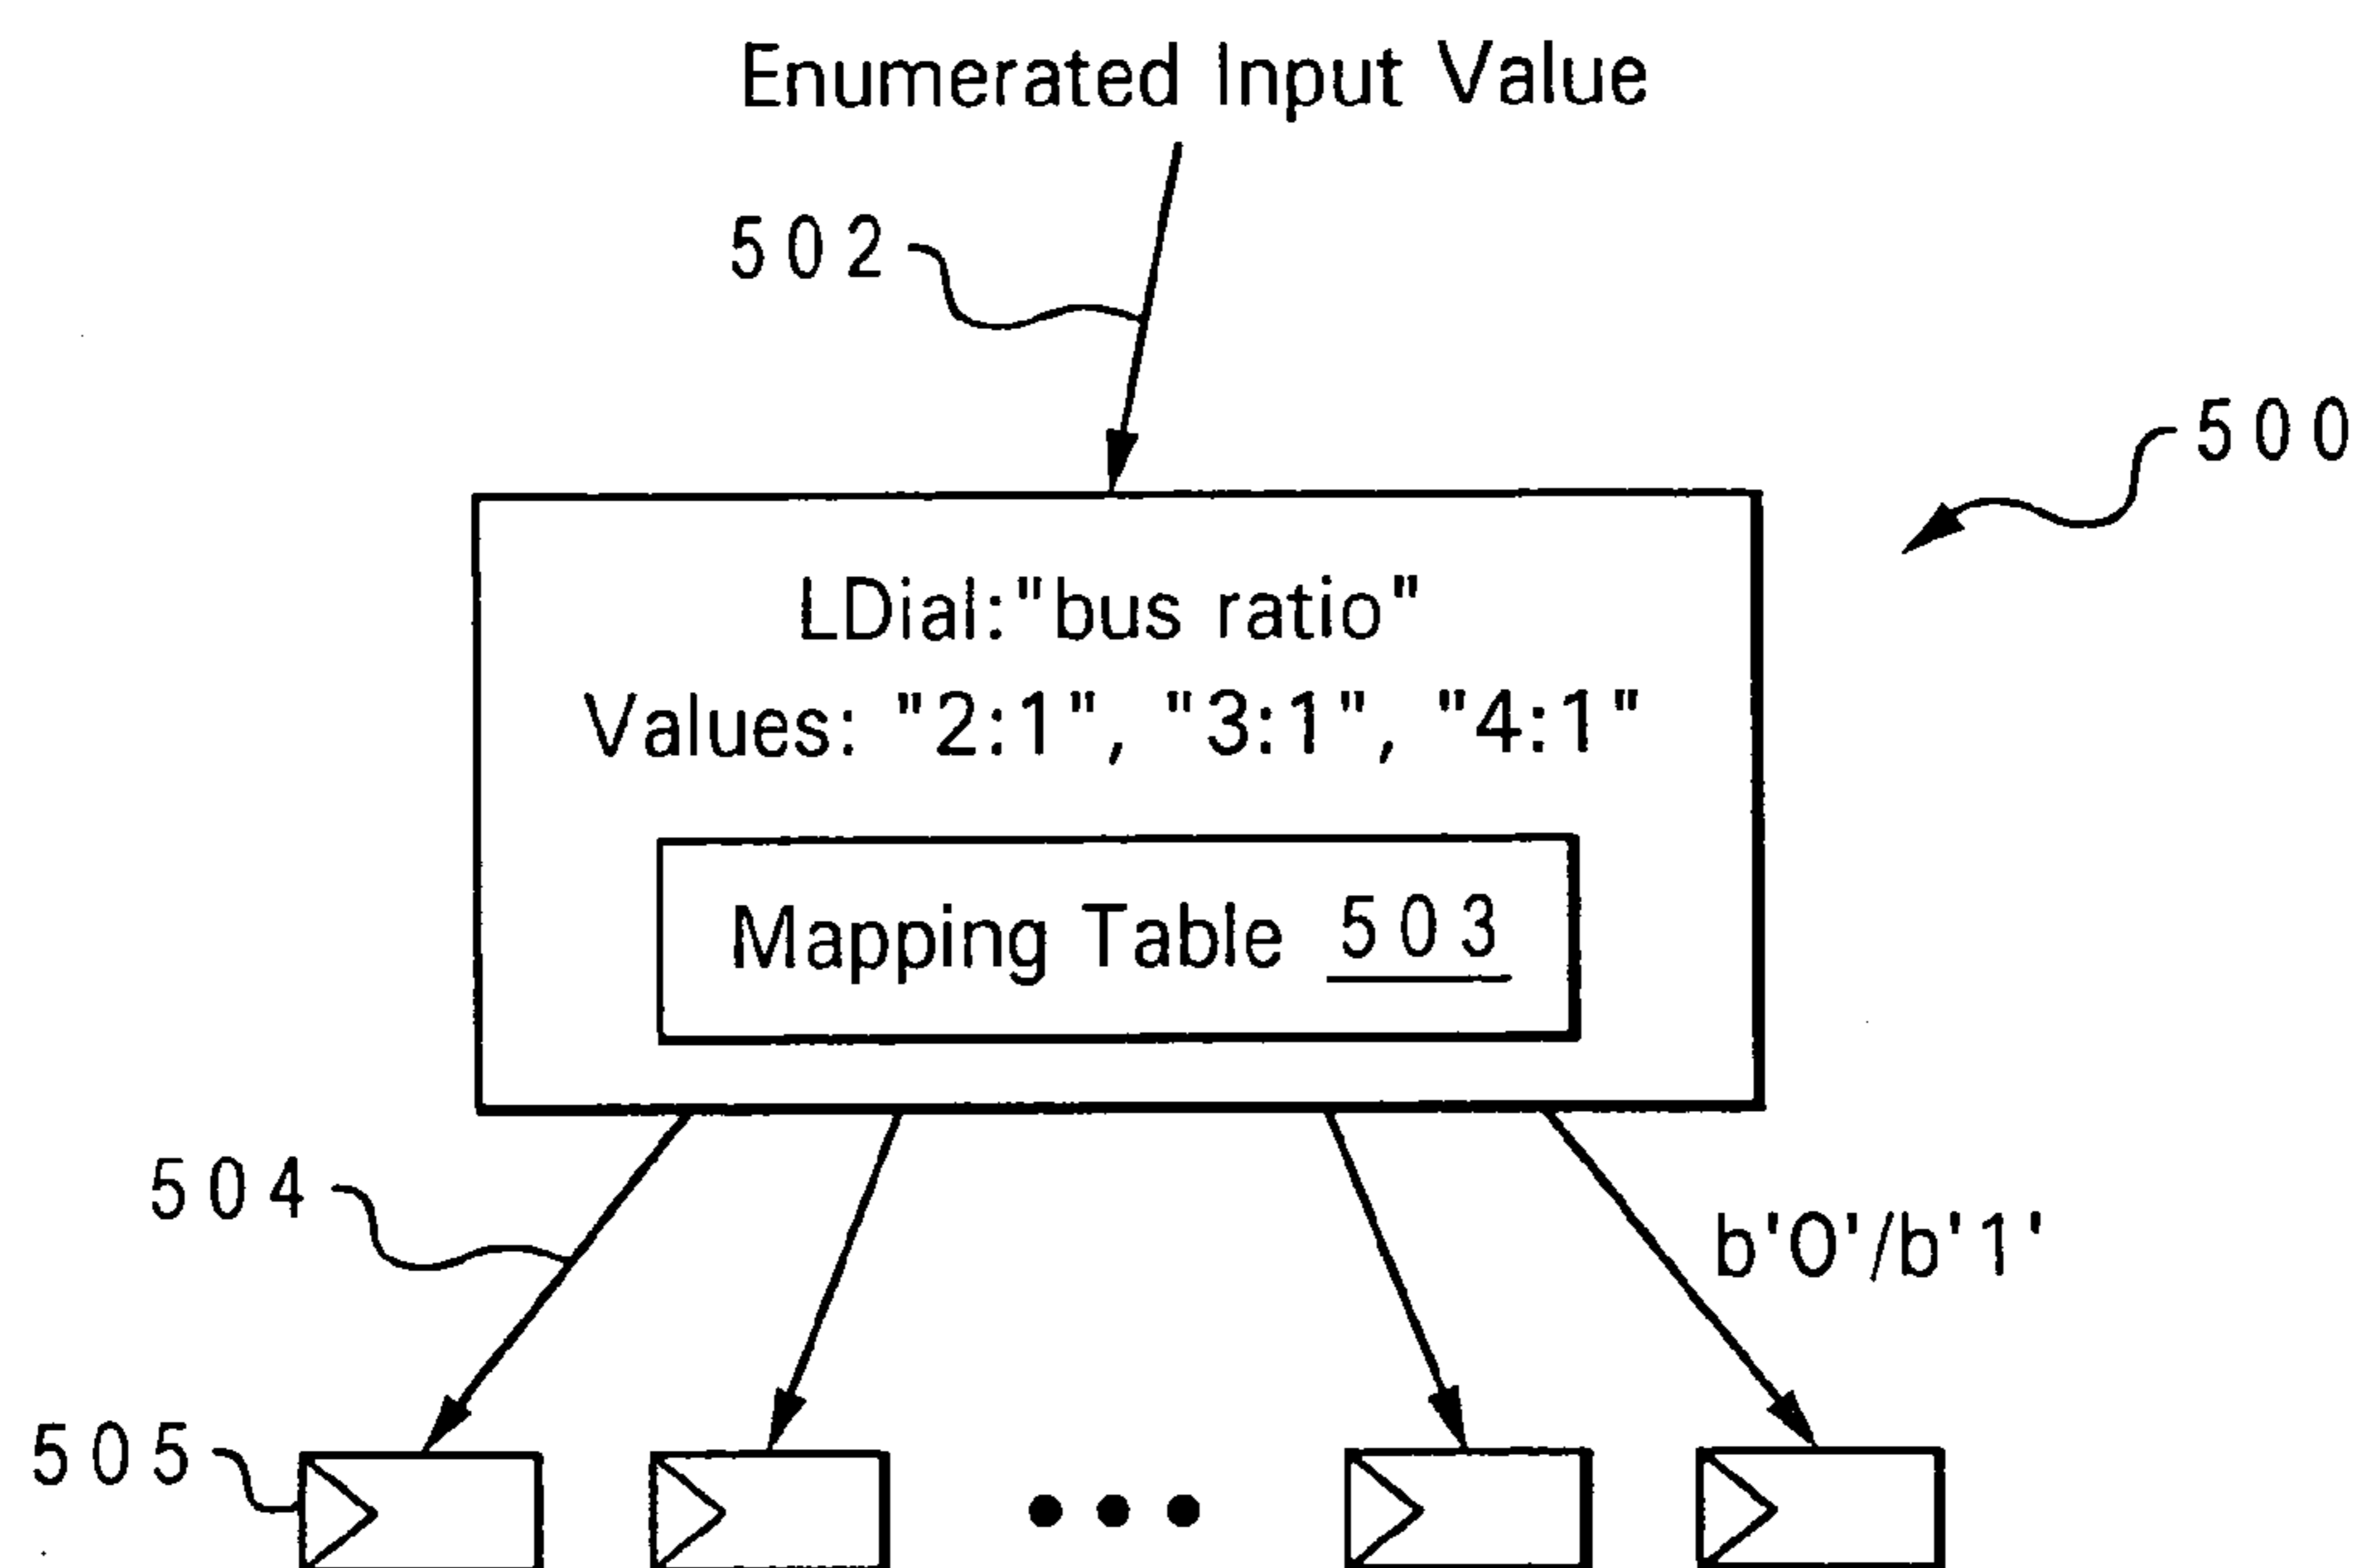 Enumerated Input Value
502
500
LDial:"bus ratio"
Values: "2:1", "3:1", "4:1"
Mapping Table 503
504
b'0'/b'1'
505